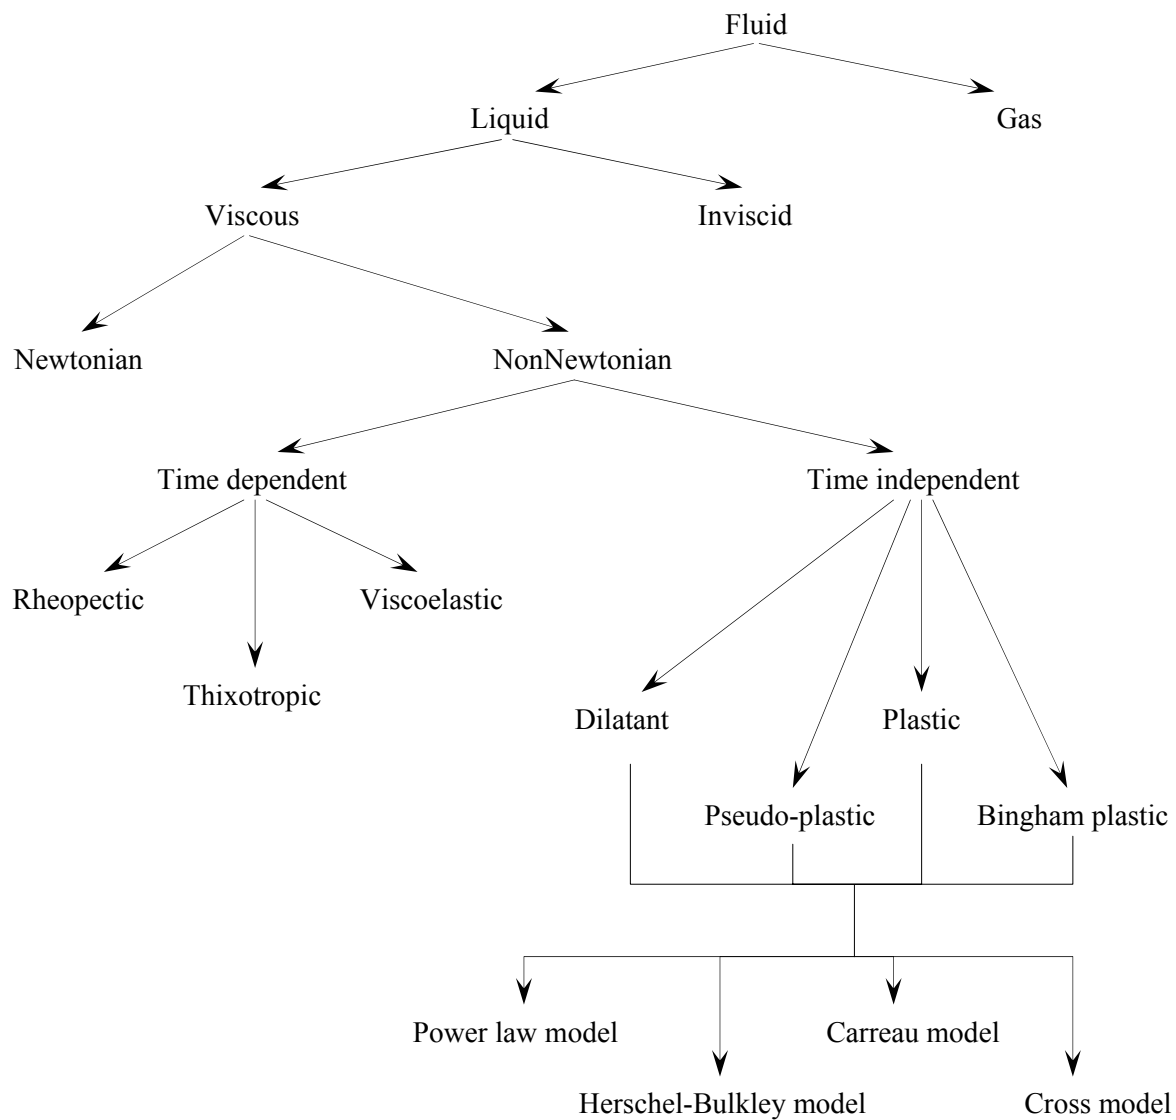 Fluid
Liquid
Gas
Viscous
Inviscid
Newtonian
NonNewtonian
Time dependent
Time independent
Rheopectic
Viscoelastic
Thixotropic
Dilatant
Plastic
Pseudo-plastic
Bingham plastic
Power law model
Carreau model
Herschel-Bulkley model
Cross model